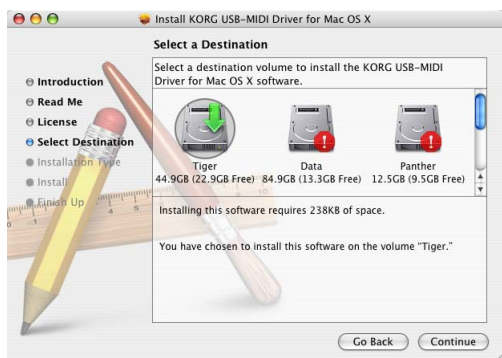 Install KORG USB-MIDI Driver for Mac OS X
Select a Destination
Introduction
Read Me
License
Select Destination
Installation Type
Install
Finish Up
Select a destination volume to install the KORG USB-MIDI
Driver for Mac OS X software.
Tiger
44.9GB (22.9GB Free)
Data
84.9GB (13.3GB Free)
Panther
12.5GB (9.5GB Free)
Installing this software requires 238KB of space.
You have chosen to install this software on the volume “Tiger.”
Go Back
Continue